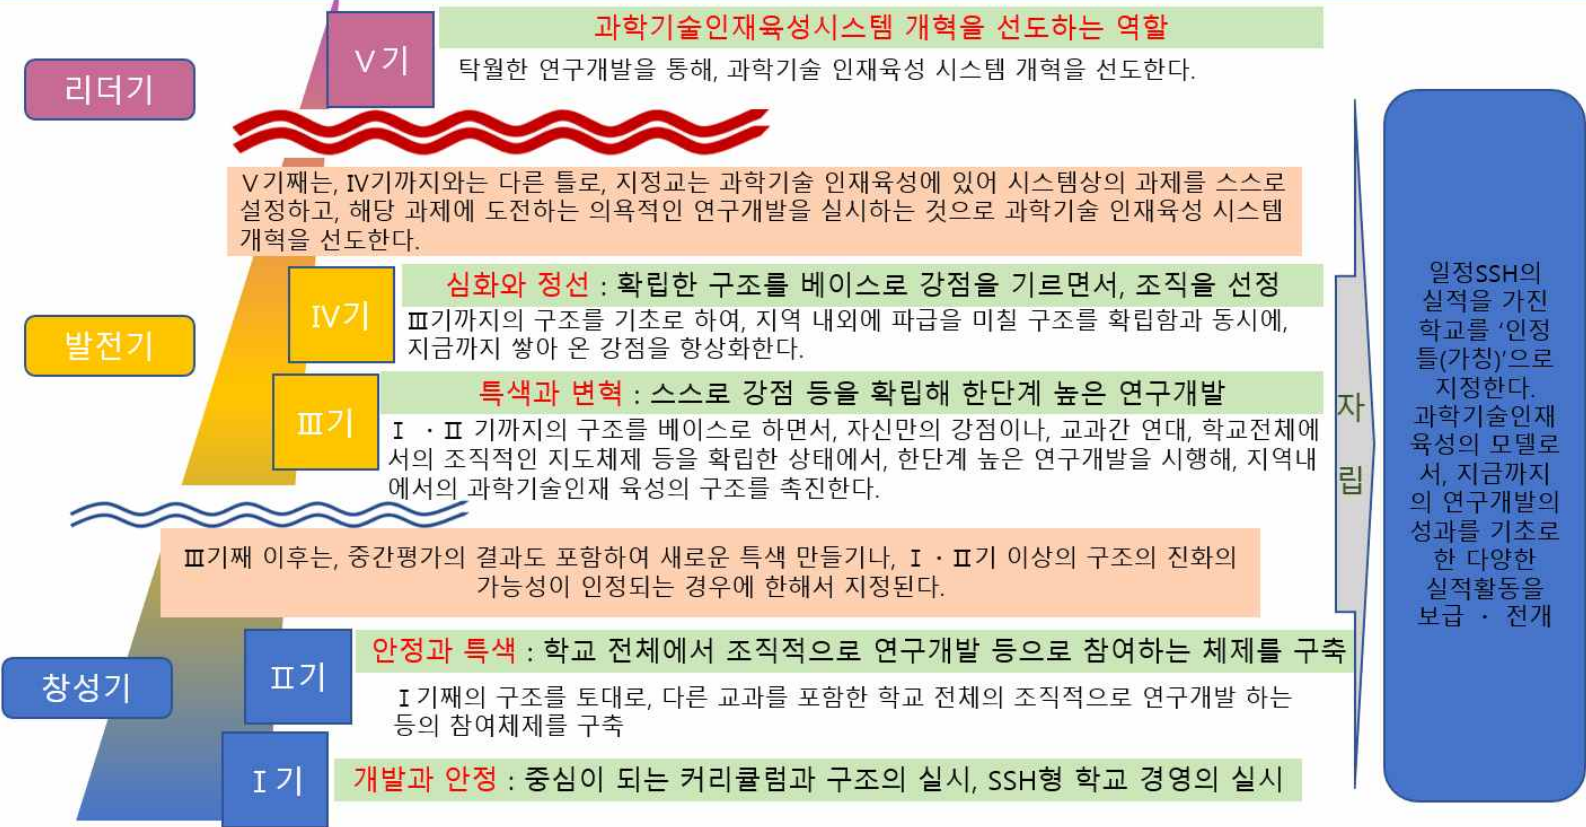 과학기술인재육성시스템 개혁을 선도하는 역할
Ⅴ기
탁월한 연구개발을 통해, 과학기술 인재육성 시스템 개혁을 선도한다.
리더기
Ⅴ기째는, Ⅳ기까지와는 다른 틀로, 지정교는 과학기술 인재육성에 있어 시스템상의 과제를 스스로
설정하고, 해당 과제에 도전하는 의욕적인 연구개발을 실시하는 것으로 과학기술 인재육성 시스템
개혁을 선도한다.
심화와 정선 : 확립한 구조를 베이스로 강점을 기르면서, 조직을 선정
Ⅳ기
Ⅲ기까지의 구조를 기초로 하여, 지역 내외에 파급을 미칠 구조를 확립함과 동시에,
지금까지 쌓아 온 강점을 항상화한다.
발전기
특색과 변혁 : 스스로 강점 등을 확립해 한단계 높은 연구개발
Ⅲ기
Ⅰ ・Ⅱ 기까지의 구조를 베이스로 하면서, 자신만의 강점이나, 교과간 연대, 학교전체에
서의 조직적인 지도체제 등을 확립한 상태에서, 한단계 높은 연구개발을 시행해, 지역내
에서의 과학기술인재 육성의 구조를 촉진한다.
Ⅲ기째 이후는, 중간평가의 결과도 포함하여 새로운 특색 만들기나, Ⅰ・Ⅱ기 이상의 구조의 진화의
가능성이 인정되는 경우에 한해서 지정된다.
안정과 특색 : 학교 전체에서 조직적으로 연구개발 등으로 참여하는 체제를 구축
Ⅱ기
Ⅰ기째의 구조를 토대로, 다른 교과를 포함한 학교 전체의 조직적으로 연구개발 하는
등의 참여체제를 구축
창성기
Ⅰ기
개발과 안정 : 중심이 되는 커리큘럼과 구조의 실시, SSH형 학교 경영의 실시
자
립
일정SSH의
실적을 가진
학교를 ‘인정
틀(가칭)’으로
지정한다.
과학기술인재
육성의 모델로
서, 지금까지
의 연구개발의
성과를 기초로
한 다양한
실적활동을
보급 ・ 전개